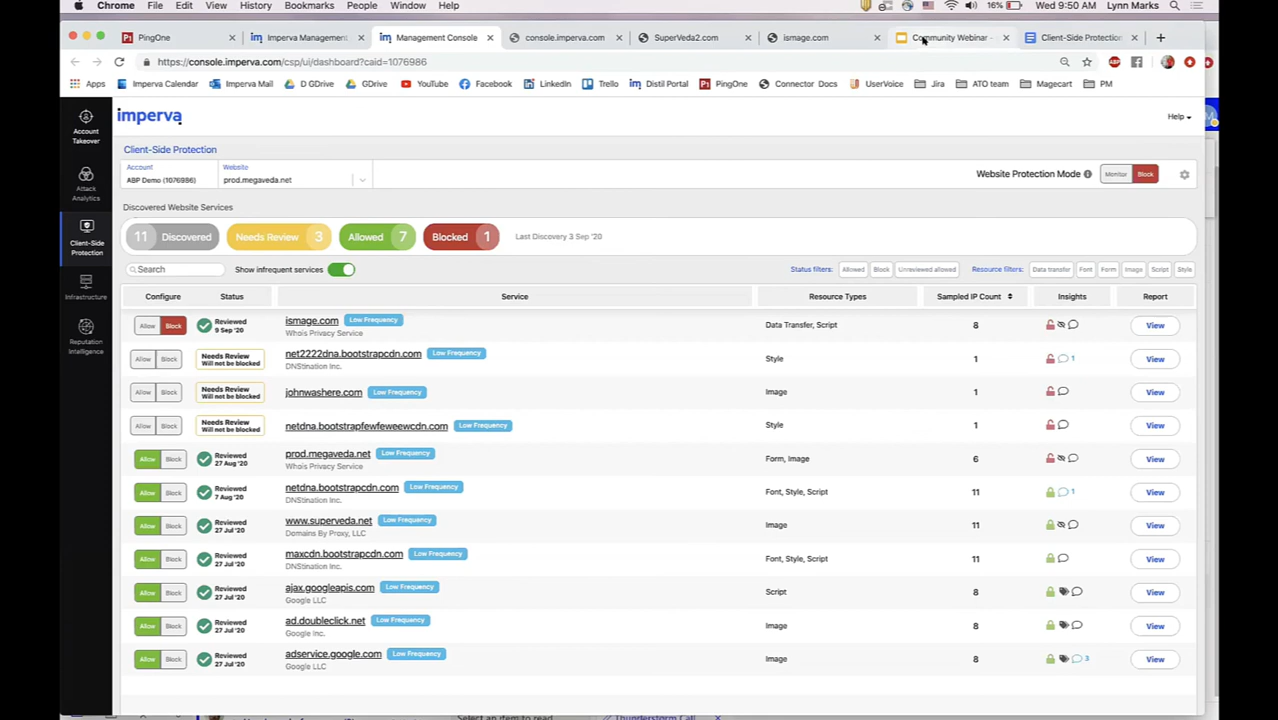 Chrome File Edit View History Bookmarks People Window Help 16% Wed 9:50 AM Lynn Marks
PingOne Imperva Management Management Console console.imperva.com SuperVeda2.com ismage.com Community Webinar - Client-Side Protection
https://console.imperva.com/csp/ui/dashboard?caid=1076986
Apps Imperva Calendar Imperva Mail D GDrive GDrive YouTube Facebook LinkedIn Trello Distil Portal PingOne Connector Docs UserVoice Jira ATO team Magecart PM
Account Takeover
Attack Analytics
Client-Side Protection
Infrastructure
Reputation Intelligence
imperva
Help
Client-Side Protection
Account Website
ABP Demo (1076986) prod.megaveda.net
Website Protection Mode Monitor Block
Discovered Website Services
11 Discovered Needs Review 3 Allowed 7 Blocked 1 Last Discovery 3 Sep '20
Search Show infrequent services Status filters: Allowed Block Unreviewed allowed Resource filters: Data transfer Font Form Image Script Style
Configure Status Service Resource Types Sampled IP Count Insights Report
Allow Block Reviewed 9 Sep '20 ismage.com Low Frequency Whois Privacy Service Data Transfer, Script 8 View
Allow Block Needs Review Will not be blocked net2222dna.bootstrapcdn.com Low Frequency DNStination Inc. Style 1 1 View
Allow Block Needs Review Will not be blocked johnwashere.com Low Frequency Image 1 View
Allow Block Needs Review Will not be blocked netdna.bootstrapfewfeweewcdn.com Low Frequency Style 1 View
Allow Block Reviewed 27 Aug '20 prod.megaveda.net Low Frequency Whois Privacy Service Form, Image 6 View
Allow Block Reviewed 7 Aug '20 netdna.bootstrapcdn.com Low Frequency DNStination Inc. Font, Style, Script 11 1 View
Allow Block Reviewed 27 Jul '20 www.superveda.net Low Frequency Domains By Proxy, LLC Image 11 View
Allow Block Reviewed 27 Jul '20 maxcdn.bootstrapcdn.com Low Frequency DNStination Inc. Font, Style, Script 11 View
Allow Block Reviewed 27 Jul '20 ajax.googleapis.com Low Frequency Google LLC Script 8 View
Allow Block Reviewed 27 Jul '20 ad.doubleclick.net Low Frequency Google Inc. Image 8 View
Allow Block Reviewed 27 Jul '20 adservice.google.com Low Frequency Google LLC Image 8 3 View
Select an item to read Thunderstorm Call